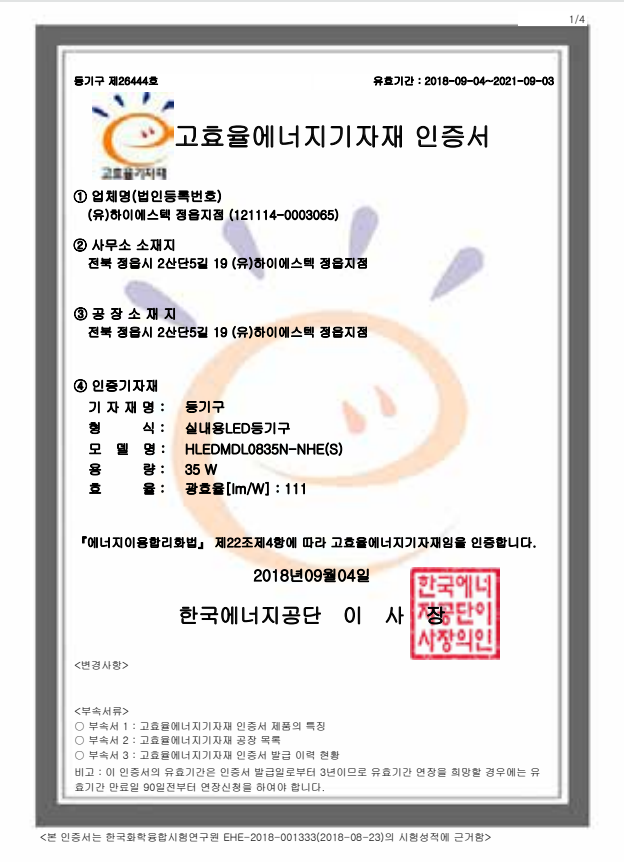 1/4
등기구 제26444호
유효기간 : 2018-09-04~2021-09-03
고효율기자재
고효율에너지기자재 인증서
① 업체명(법인등록번호)
(유)하이에스텍 정읍지점 (121114-0003065)
② 사무소 소재지
전북 정읍시 2산단5길 19 (유)하이에스텍 정읍지점
③ 공 장 소 재 지
전북 정읍시 2산단5길 19 (유)하이에스텍 정읍지점
④ 인증기자재
기 자 재 명 : 등기구
형 식 : 실내용LED등기구
모 델 명 : HLEDMDL0835N-NHE(S)
용 량 : 35 W
효 율 : 광효율[lm/W] : 111
『에너지이용합리화법』 제22조제4항에 따라 고효율에너지기자재임을 인증합니다.
2018년09월04일
한국에너지공단 이 사 장
한국에너
지공단이
사장의인
<변경사항>
<부속서류>
○ 부속서 1 : 고효율에너지기자재 인증서 제품의 특징
○ 부속서 2 : 고효율에너지기자재 공장 목록
○ 부속서 3 : 고효율에너지기자재 인증서 발급 이력 현황
비고 : 이 인증서의 유효기간은 인증서 발급일로부터 3년이므로 유효기간 연장을 희망할 경우에는 유
효기간 만료일 90일전부터 연장신청을 하여야 합니다.
<본 인증서는 한국화학융합시험연구원 EHE-2018-001333(2018-08-23)의 시험성적에 근거함>